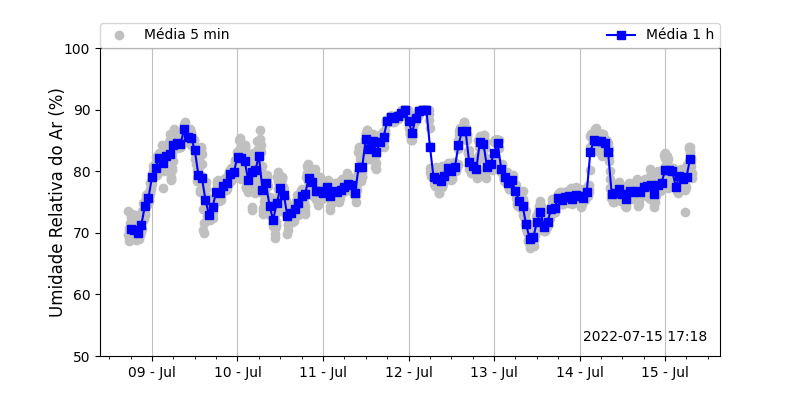 Média 5 min
Média 1 h
Umidade Relativa do Ar (%)
100
90
80
70
60
50
2022-07-15 17:18
09 - Jul
10 - Jul
11 - Jul
12 - Jul
13 - Jul
14 - Jul
15 - Jul